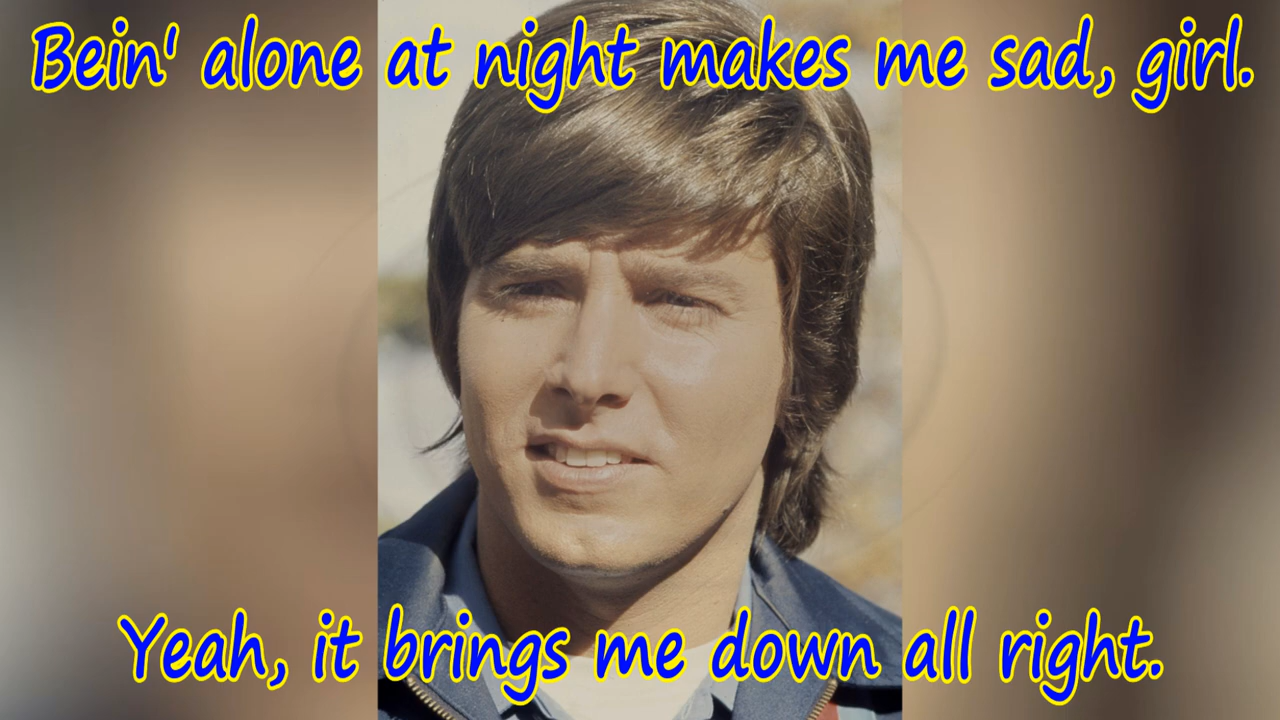 Bein' alone at night makes me sad, girl.
Yeah, it brings me down all right.